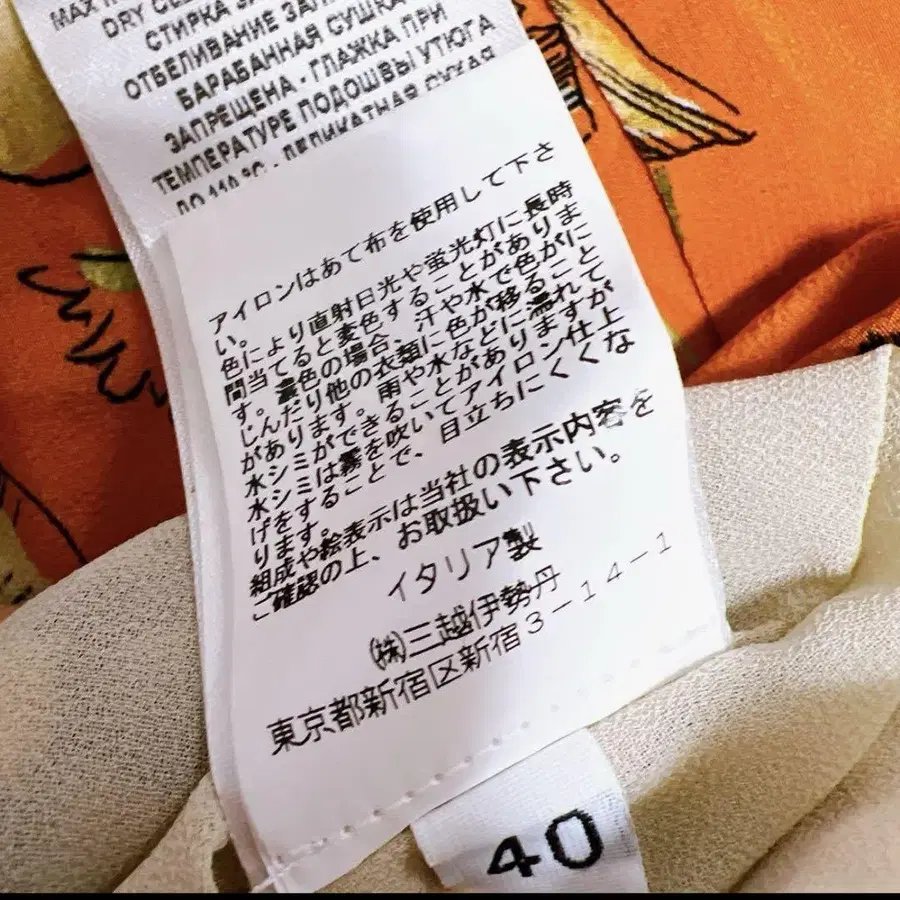 MAX
DRY CLE
СТИРКА ЗА
ОТБЕЛИВАНИЕ ЗАП
БАРАБАННАЯ СУШКА
ЗАПРЕЩЕНА - ГЛАЖКА ПРИ
ТЕМПЕРАТУРЕ ПОДОШВЫ УТЮГА
ДО 110 °C - ДЕЛИКАТНАЯ СУХАЯ
アイロンはあて布を使用して下さ
い。
色により直射日光や蛍光灯に長時
間当てると変色することがありま
す。濃色の場合、汗や水で色がに
じんだり他の衣類に色が移ること
があります。雨や水などに濡れて
水シミができることがありますが
水シミは霧を吹いてアイロン仕上
げをすることで、目立ちにくくな
ります。
組成や絵表示は当社の表示内容を
ご確認の上、お取扱い下さい。
イタリア製
㈱三越伊勢丹
東京都新宿区新宿3-14-1
40